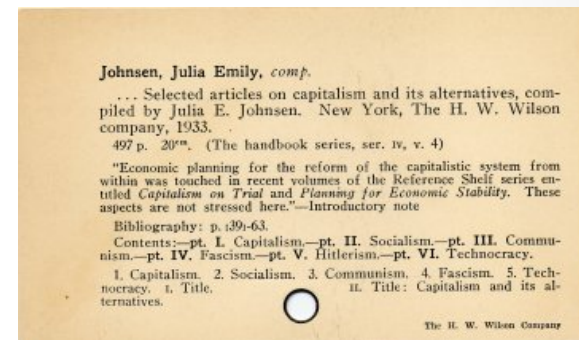 Johnsen, Julia Emily, comp.
... Selected articles on capitalism and its alternatives, com-
piled by Julia E. Johnsen. New York, The H. W. Wilson
company, 1933.
497 p. 20ᶜᵐ. (The handbook series, ser. IV, v. 4)
"Economic planning for the reform of the capitalistic system from
within was touched in recent volumes of the Reference Shelf series en-
titled Capitalism on Trial and Planning for Economic Stability. These
aspects are not stressed here."—Introductory note
Bibliography: p. 39-63.
Contents:—pt. I. Capitalism.—pt. II. Socialism.—pt. III. Commu-
nism.—pt. IV. Fascism.—pt. V. Hitlerism.—pt. VI. Technocracy.
1. Capitalism. 2. Socialism. 3. Communism. 4. Fascism. 5. Tech-
nocracy. I. Title. II. Title: Capitalism and its al-
ternatives.
The H. W. Wilson Company